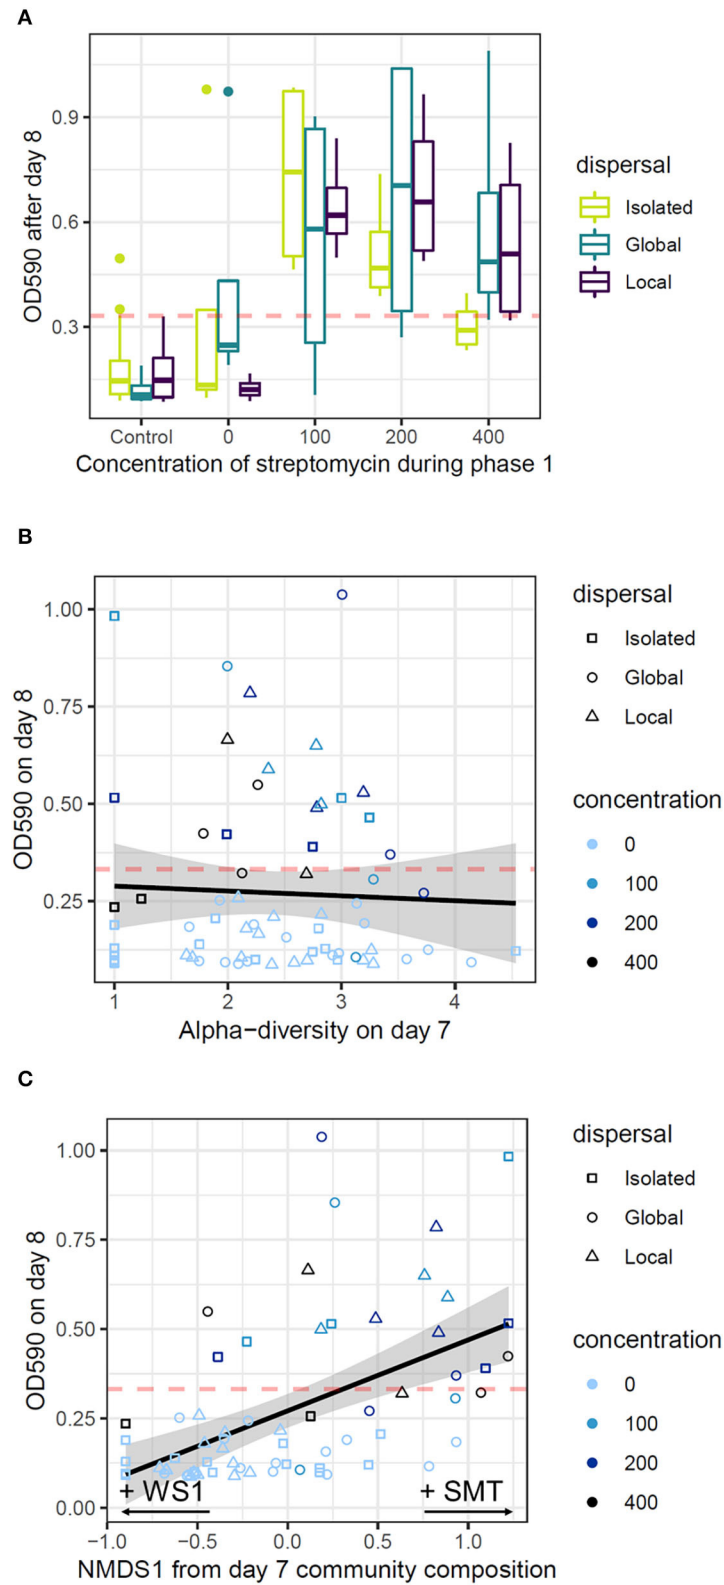 A
OD590 after day 8
0.9
0.6
0.3
Control 0 100 200 400
Concentration of streptomycin during phase 1
dispersal
Isolated
Global
Local
B
OD590 on day 8
1.00
0.75
0.50
0.25
1 2 3 4
Alpha−diversity on day 7
dispersal
Isolated
Global
Local
concentration
0
100
200
400
C
OD590 on day 8
1.00
0.75
0.50
0.25
0.00
+ WS1 + SMT
−1.0 −0.5 0.0 0.5 1.0
NMDS1 from day 7 community composition
dispersal
Isolated
Global
Local
concentration
0
100
200
400